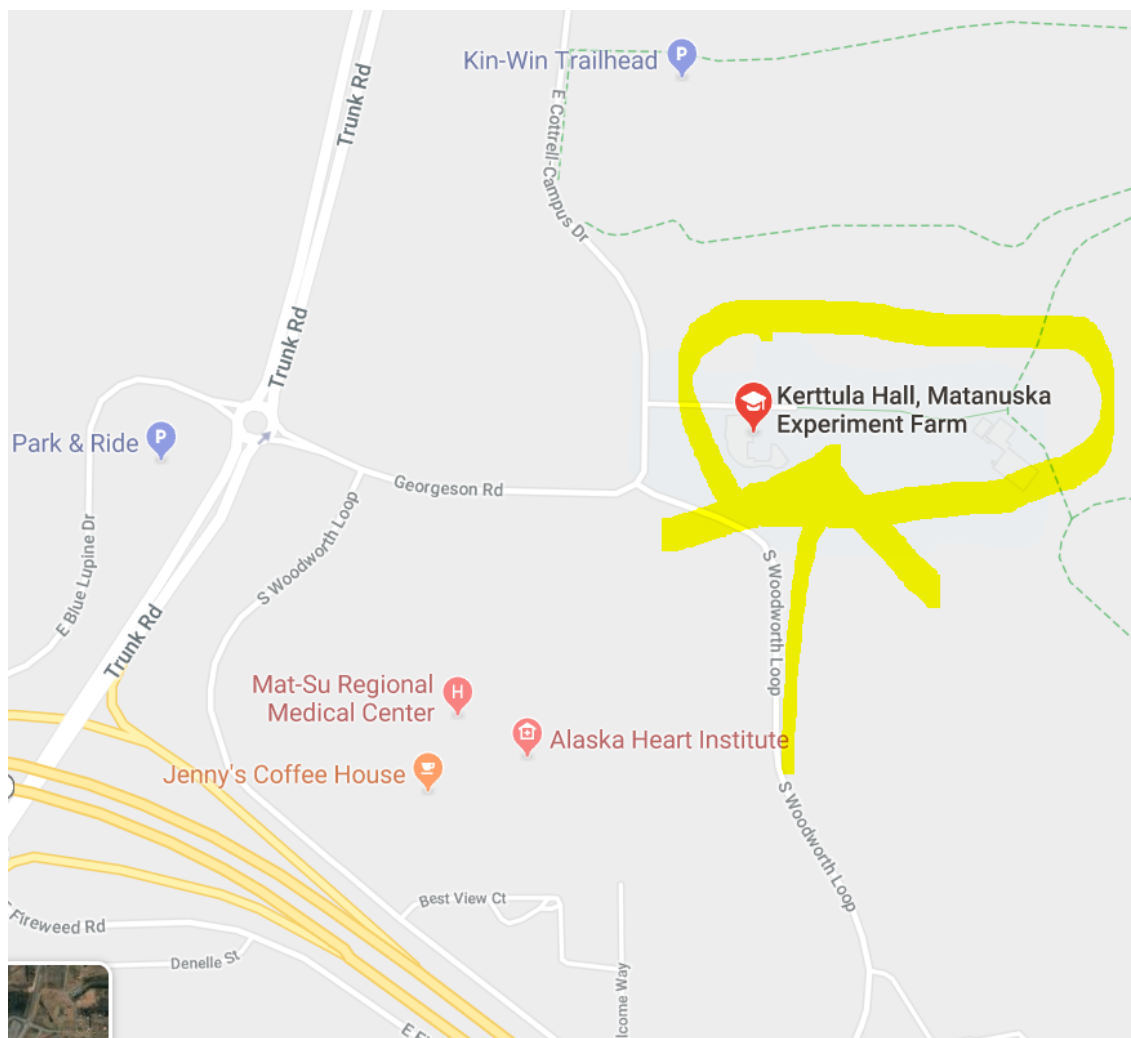 Kin-Win Trailhead
P
Trunk Rd
E Cottrell-Campus Dr
Trunk Rd
Kerttula Hall, Matanuska
Experiment Farm
Park & Ride
P
Georgeson Rd
S Woodworth Loop
E Blue Lupine Dr
S Woodworth Loop
Trunk Rd
Mat-Su Regional
Medical Center
H
Alaska Heart Institute
Jenny's Coffee House
S Woodworth Loop
Best View Ct
Fireweed Rd
Denelle St
lcome Way